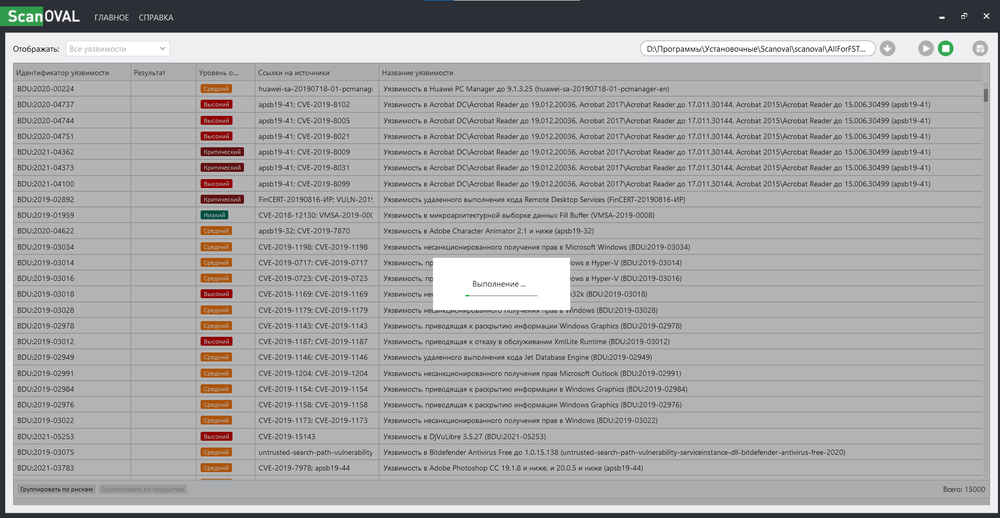 ScanOVAL ГЛАВНОЕ СПРАВКА
Отображать: Все уязвимости D:\Программы\Установочные\Scanoval\scanoval\AllForFST...
Идентификатор уязвимости Результат Уровень о... Ссылки на источники Название уязвимости
BDU:2020-00224 Средний huawei-sa-20190718-01-pcmanag Уязвимость в Huawei PC Manager до 9.1.3.25 (huawei-sa-20190718-01-pcmanager-en)
BDU:2020-04737 Высокий apsb19-41; CVE-2019-8102 Уязвимость в Acrobat DC\Acrobat Reader до 19.012.20036, Acrobat 2017\Acrobat Reader до 17.011.30144, Acrobat 2015\Acrobat Reader до 15.006.30499 (apsb19-41)
BDU:2020-04744 Высокий apsb19-41; CVE-2019-8005 Уязвимость в Acrobat DC\Acrobat Reader до 19.012.20036, Acrobat 2017\Acrobat Reader до 17.011.30144, Acrobat 2015\Acrobat Reader до 15.006.30499 (apsb19-41)
BDU:2020-04751 Высокий apsb19-41; CVE-2019-8021 Уязвимость в Acrobat DC\Acrobat Reader до 19.012.20036, Acrobat 2017\Acrobat Reader до 17.011.30144, Acrobat 2015\Acrobat Reader до 15.006.30499 (apsb19-41)
BDU:2021-04362 Критический apsb19-41; CVE-2019-8009 Уязвимость в Acrobat DC\Acrobat Reader до 19.012.20036, Acrobat 2017\Acrobat Reader до 17.011.30144, Acrobat 2015\Acrobat Reader до 15.006.30499 (apsb19-41)
BDU:2021-04373 Критический apsb19-41; CVE-2019-8031 Уязвимость в Acrobat DC\Acrobat Reader до 19.012.20036, Acrobat 2017\Acrobat Reader до 17.011.30144, Acrobat 2015\Acrobat Reader до 15.006.30499 (apsb19-41)
BDU:2021-04100 Высокий apsb19-41; CVE-2019-8099 Уязвимость в Acrobat DC\Acrobat Reader до 19.012.20036, Acrobat 2017\Acrobat Reader до 17.011.30144, Acrobat 2015\Acrobat Reader до 15.006.30499 (apsb19-41)
BDU:2019-02892 Критический FinCERT-20190816-ИР; VULN-2019 Уязвимость удаленного выполнения кода Remote Desktop Services (FinCERT-20190816-ИР)
BDU:2019-01959 Низкий CVE-2018-12130; VMSA-2019-000 Уязвимость в микроархитектурной выборке данных Fill Buffer (VMSA-2019-0008)
BDU:2020-04622 Средний apsb19-32; CVE-2019-7870 Уязвимость в Adobe Character Animator 2.1 и ниже (apsb19-32)
BDU:2019-03034 Средний CVE-2019-1198; CVE-2019-1198 Уязвимость несанкционированного получения прав в Microsoft Windows (BDU:2019-03034)
BDU:2019-03014 Средний CVE-2019-0717; CVE-2019-0717 Уязвимость, пр lows в Hyper-V (BDU:2019-03014)
BDU:2019-03016 Средний CVE-2019-0723; CVE-2019-0723 Уязвимость, пр lows в Hyper-V (BDU:2019-03016)
Выполнение ...
BDU:2019-03018 Высокий CVE-2019-1169; CVE-2019-1169 Уязвимость нес n32k (BDU:2019-03018)
BDU:2019-03028 Средний CVE-2019-1179; CVE-2019-1179 Уязвимость несанкционированного получения прав в Windows (BDU:2019-03028)
BDU:2019-02978 Средний CVE-2019-1143; CVE-2019-1143 Уязвимость, приводящая к раскрытию информации Windows Graphics (BDU:2019-02978)
BDU:2019-03012 Высокий CVE-2019-1187; CVE-2019-1187 Уязвимость, приводящая к отказу в обслуживании XmlLite Runtime (BDU:2019-03012)
BDU:2019-02949 Средний CVE-2019-1146; CVE-2019-1146 Уязвимость удаленного выполнения кода Jet Database Engine (BDU:2019-02949)
BDU:2019-02991 Средний CVE-2019-1204; CVE-2019-1204 Уязвимость несанкционированного получения прав Microsoft Outlook (BDU:2019-02991)
BDU:2019-02984 Средний CVE-2019-1154; CVE-2019-1154 Уязвимость, приводящая к раскрытию информации в Windows Graphics (BDU:2019-02984)
BDU:2019-02976 Средний CVE-2019-1158; CVE-2019-1158 Уязвимость, приводящая к раскрытию информации Windows Graphics (BDU:2019-02976)
BDU:2019-03022 Средний CVE-2019-1173; CVE-2019-1173 Уязвимость несанкционированного получения прав в Windows (BDU:2019-03022)
BDU:2021-05253 Высокий CVE-2019-15143 Уязвимость в DjVuLibre 3.5.27 (BDU:2021-05253)
BDU:2019-03075 Средний untrusted-search-path-vulnerability Уязвимость в Bitdefender Antivirus Free до 1.0.15.138 (untrusted-search-path-vulnerability-serviceinstance-dll-bitdefender-antivirus-free-2020)
BDU:2021-03783 Средний CVE-2019-7978; apsb19-44 Уязвимость в Adobe Photoshop CC 19.1.8 и ниже, и 20.0.5 и ниже (apsb19-44)
Группировать по рискам Группировать по продуктам Всего: 15000